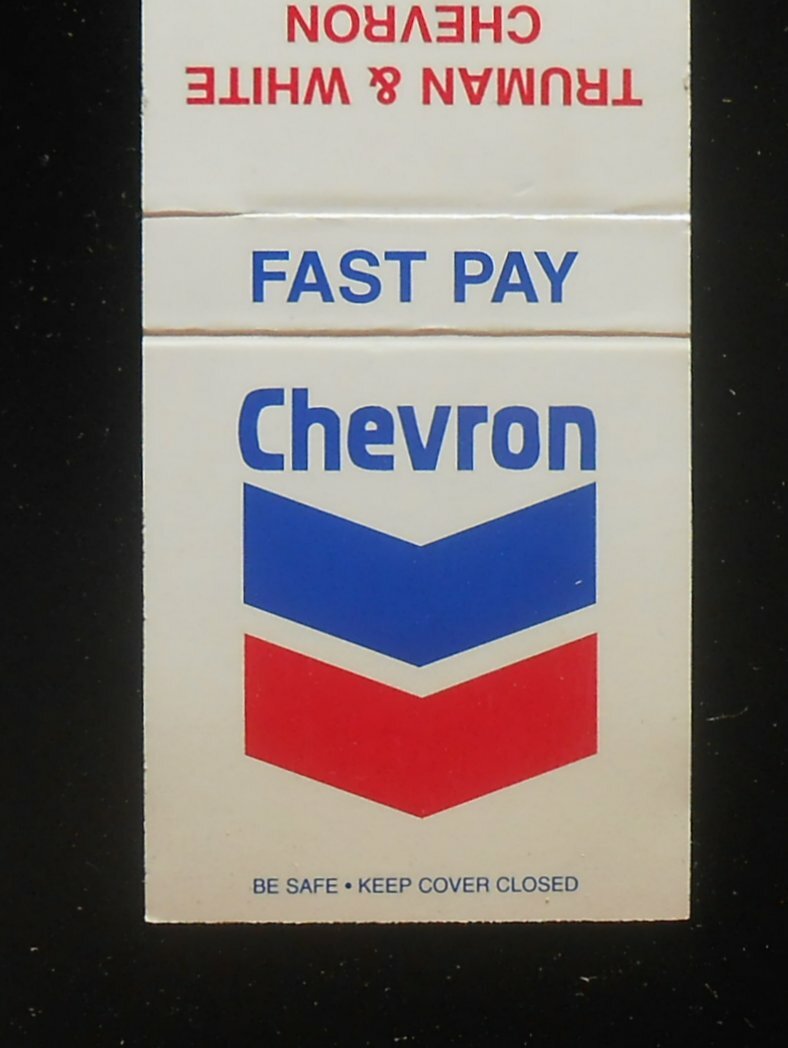 TRUMAN & WHITE
CHEVRON
FAST PAY
Chevron
BE SAFE • KEEP COVER CLOSED